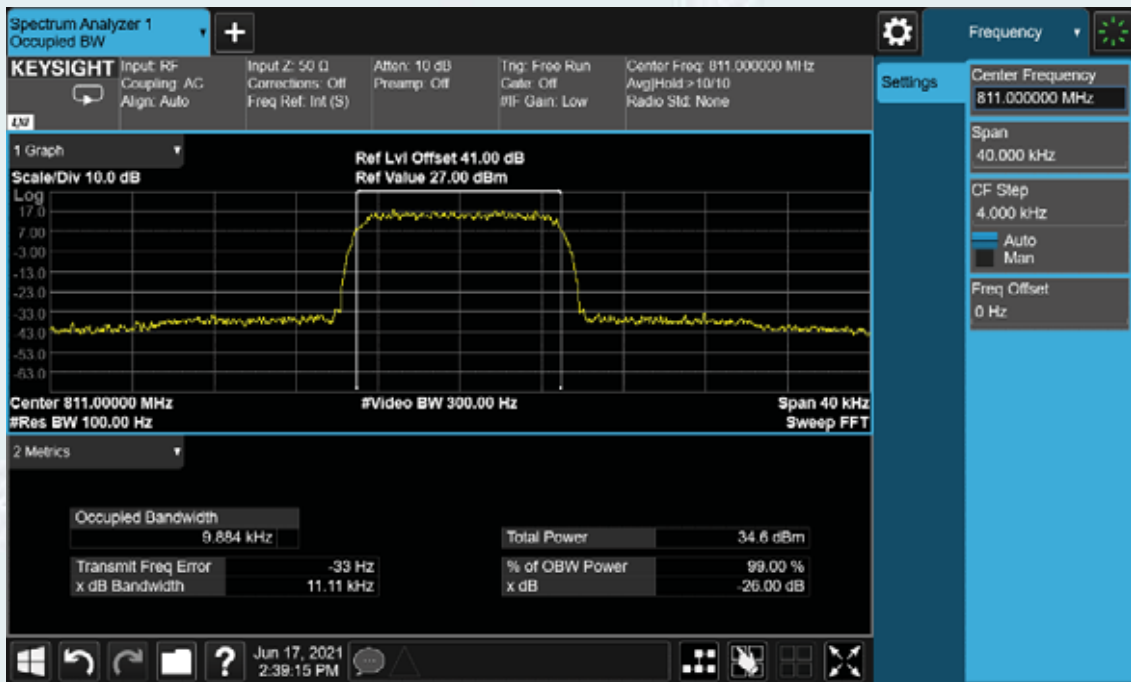 Spectrum Analyzer 1
Occupied BW
Frequency
KEYSIGHT
Input: RF
Coupling: AC
Align: Auto
Input Z: 50 Ω
Corrections: Off
Freq Ref: Int (S)
Atten: 10 dB
Preamp: Off
Trig: Free Run
Gate: Off
#IF Gain: Low
Center Freq: 811.000000 MHz
Avg|Hold > 10/10
Radio Std: None
LXI
Settings
Center Frequency
811.000000 MHz
Span
40.000 kHz
CF Step
4.000 kHz
Auto
Man
Freq Offset
0 Hz
1 Graph
Scale/Div 10.0 dB
Ref Lvl Offset 41.00 dB
Ref Value 27.00 dBm
Log
17.0
7.00
-3.00
-13.0
-23.0
-33.0
-43.0
-53.0
-63.0
Center 811.00000 MHz
#Res BW 100.00 Hz
#Video BW 300.00 Hz
Span 40 kHz
Sweep FFT
2 Metrics
Occupied Bandwidth
9.884 kHz
Total Power 34.6 dBm
Transmit Freq Error -33 Hz
% of OBW Power 99.00 %
x dB Bandwidth 11.11 kHz
x dB -26.00 dB
Jun 17, 2021
2:39:15 PM